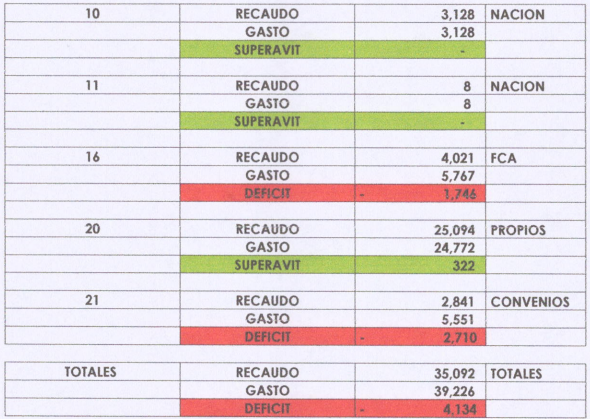 10 RECAUDO 3,128 NACION
GASTO 3,128
SUPERAVIT -
11 RECAUDO 8 NACION
GASTO 8
SUPERAVIT -
16 RECAUDO 4,021 FCA
GASTO 5,767
DEFICIT - 1,746
20 RECAUDO 25,094 PROPIOS
GASTO 24,772
SUPERAVIT 322
21 RECAUDO 2,841 CONVENIOS
GASTO 5,551
DEFICIT - 2,710
TOTALES RECAUDO 35,092 TOTALES
GASTO 39,226
DEFICIT - 4,134